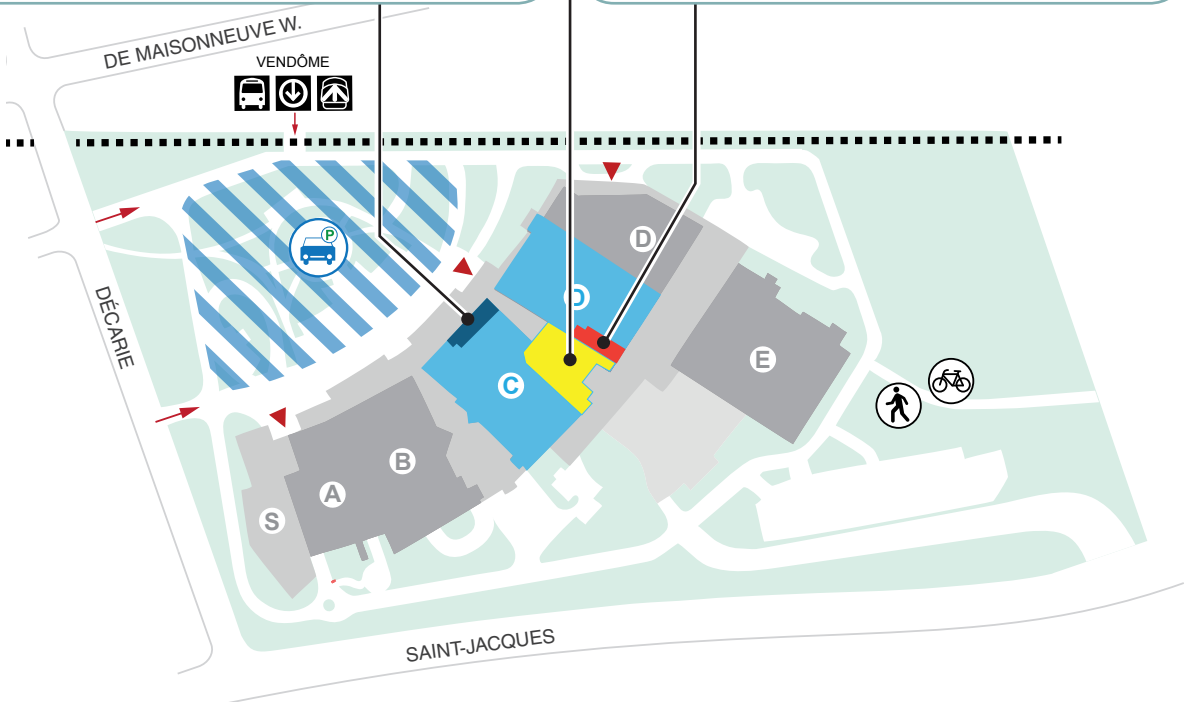 DE MAISONNEUVE W.
VENDÔME
P
D
DÉCARIE
D
E
C
B
A
S
SAINT-JACQUES